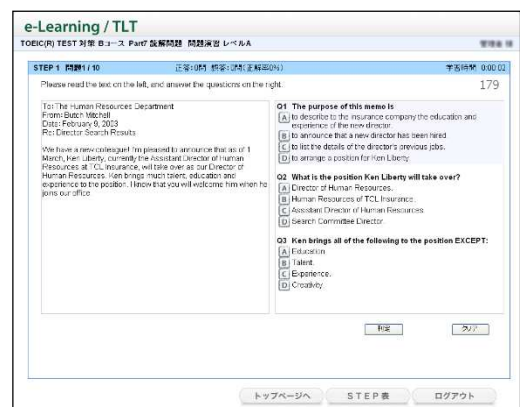 e-Learning / TLT
TOEIC(R) TEST 対策 Bコース Part7 読解問題 問題演習 レベルA
STEP 1 問題1 / 10 正答:0問 誤答:0問(正解率0%) 学習時間 0:00:02
Please read the text on the left, and answer the questions on the right.
179
To: The Human Resources Department
From: Butch Mitchell
Date: February 9, 2003
Re: Director Search Results
We have a new colleague! I'm pleased to announce that as of 1
March, Ken Liberty, currently the Assistant Director of Human
Resources at TCL Insurance, will take over as our Director of
Human Resources. Ken brings much talent, education and
experience to the position. I know that you will welcome him when he
joins our office
Q1 The purpose of this memo is
A to describe to the insurance company the education and
experience of the new director.
B to announce that a new director has been hired
C to list the details of the director's previous jobs.
D to arrange a position for Ken Liberty
Q2 What is the position Ken Liberty will take over?
A Director of Human Resources.
B Human Resources of TCL Insurance.
C Assistant Director of Human Resources
D Search Committee Director.
Q3 Ken brings all of the following to the position EXCEPT:
A Education
B Talent.
C Experience.
D Creativity
判定 クリア
トップページへ STEP表 ログアウト